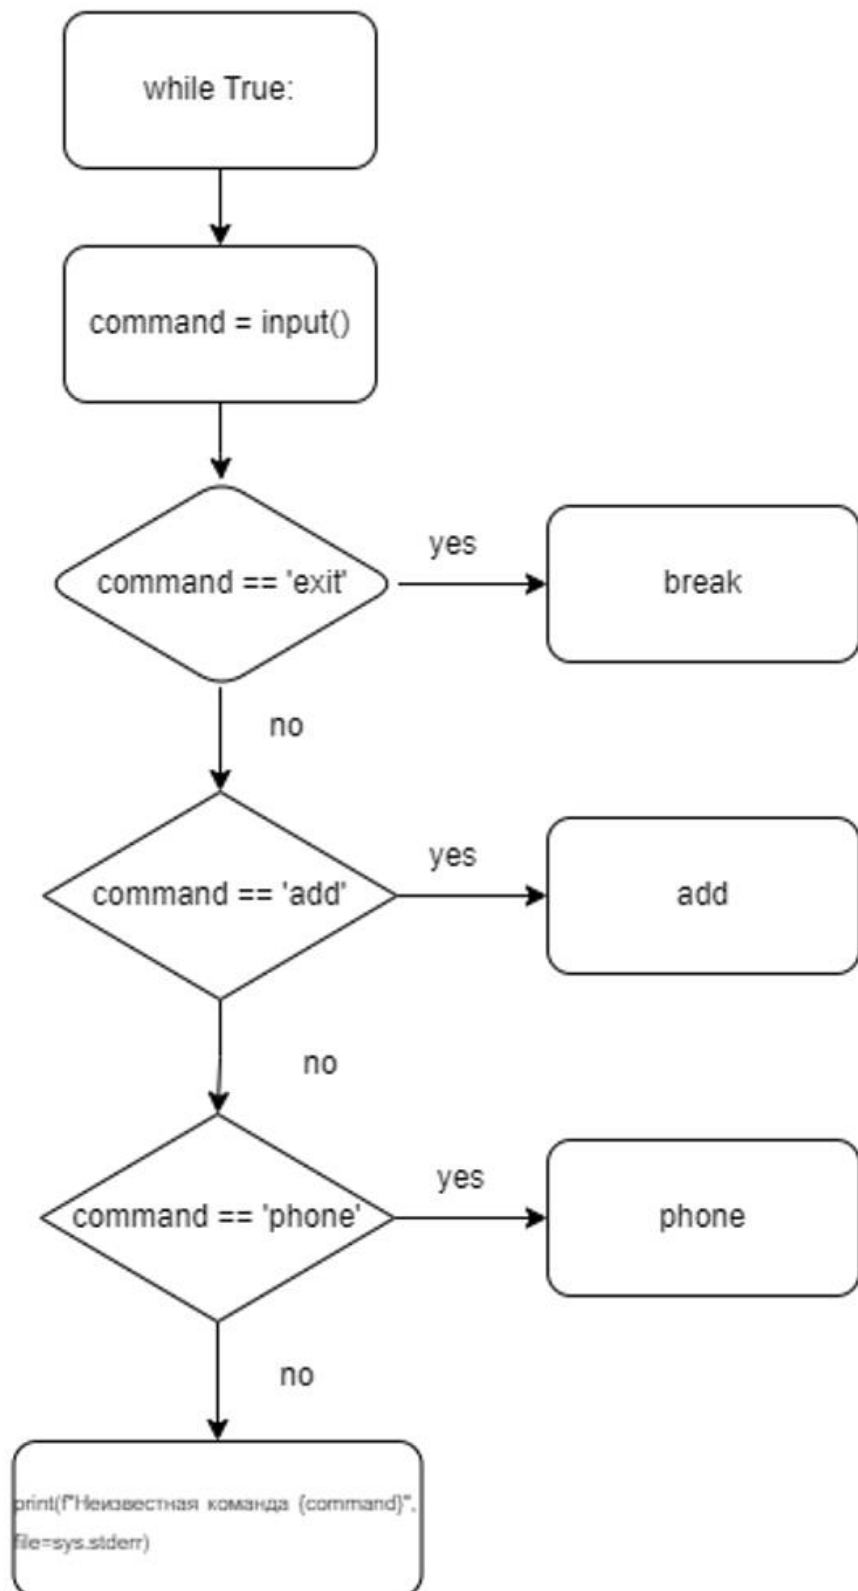 while True:
command = input()
command == 'exit'
yes
break
no
command == 'add'
yes
add
no
command == 'phone'
yes
phone
no
print(f"Неизвестная команда {command}",
file=sys.stderr)